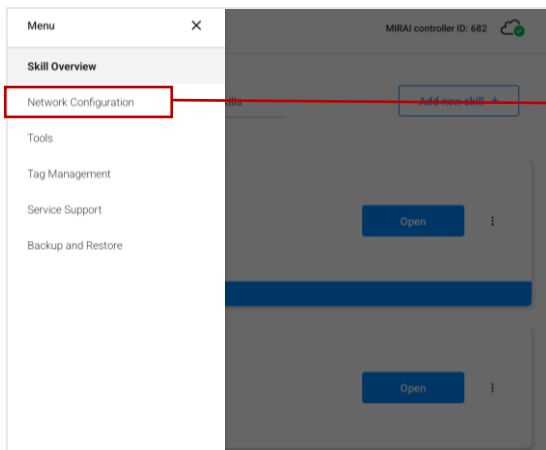 Menu
MIRAI controller ID: 682
Skill Overview
Network Configuration
Add new skill +
Tools
Tag Management
Service Support
Open
Backup and Restore
Open